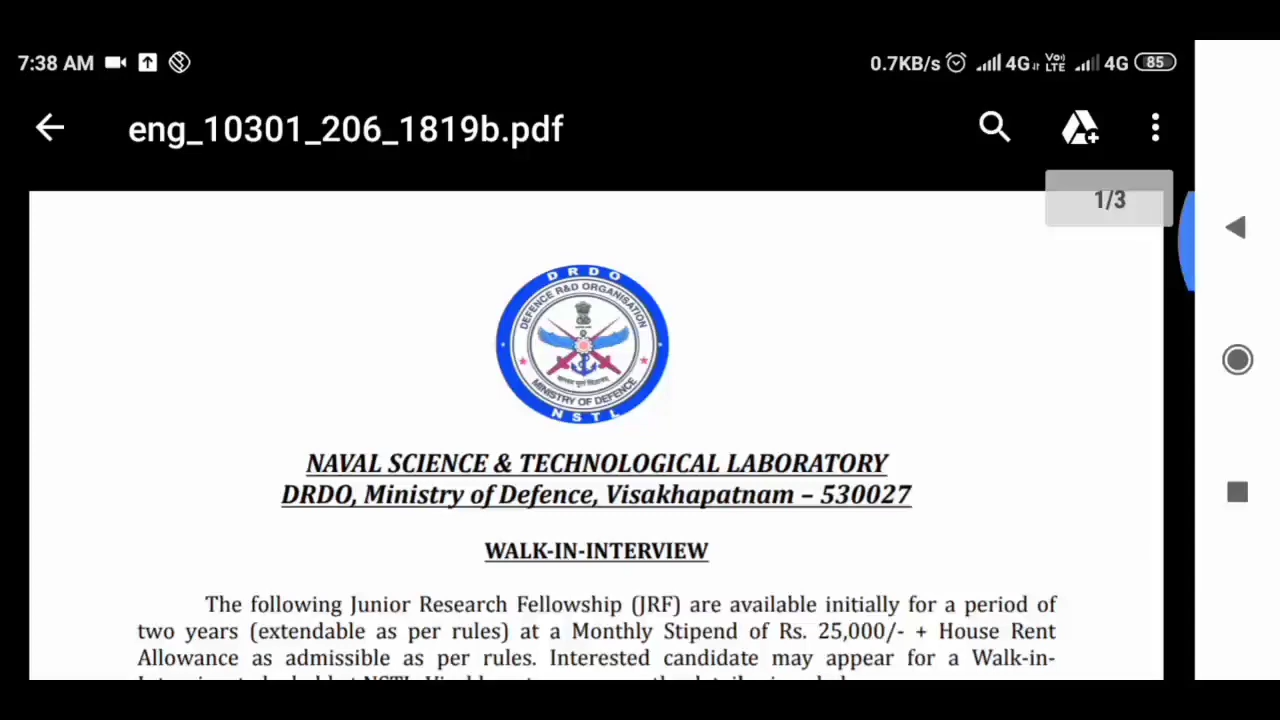 7:38 AM
0.7KB/s 4G Vo) LTE 4G 85
eng_10301_206_1819b.pdf
1/3
DRDO
DEFENCE R&D ORGANISATION
MINISTRY OF DEFENCE
NSTL
NAVAL SCIENCE & TECHNOLOGICAL LABORATORY
DRDO, Ministry of Defence, Visakhapatnam – 530027
WALK-IN-INTERVIEW
The following Junior Research Fellowship (JRF) are available initially for a period of
two years (extendable as per rules) at a Monthly Stipend of Rs. 25,000/- + House Rent
Allowance as admissible as per rules. Interested candidate may appear for a Walk-in-